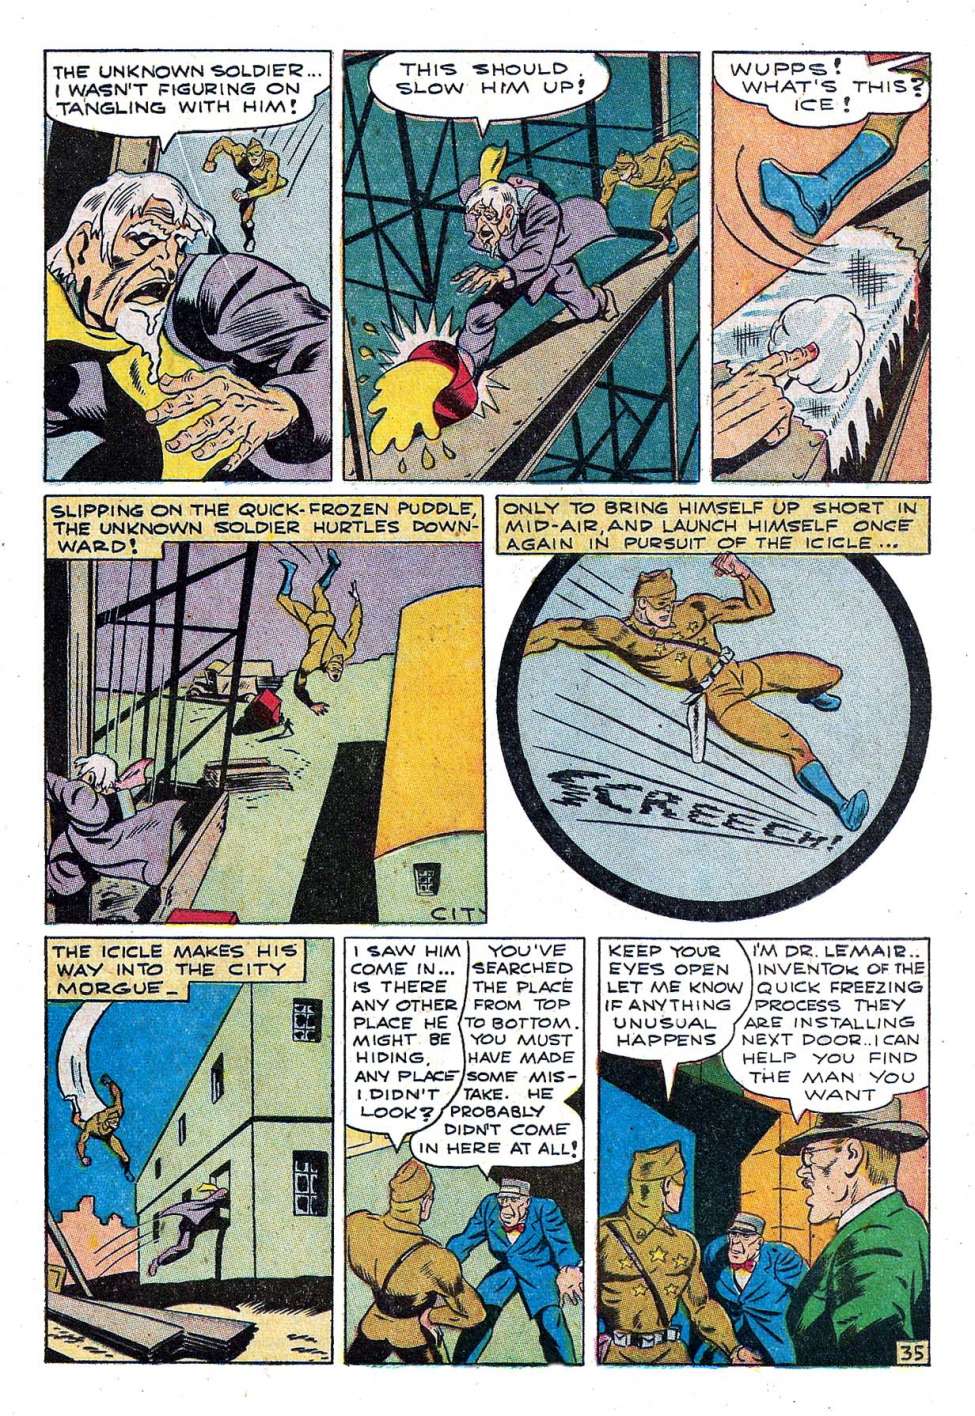 THE UNKNOWN SOLDIER...
I WASN'T FIGURING ON
TANGLING WITH HIM!
THIS SHOULD
SLOW HIM UP!
WUPPS!
WHAT'S THIS?
ICE!
SLIPPING ON THE QUICK-FROZEN PUDDLE,
THE UNKNOWN SOLDIER HURTLES DOWN-
WARD!
CITY
ONLY TO BRING HIMSELF UP SHORT IN
MID-AIR, AND LAUNCH HIMSELF ONCE
AGAIN IN PURSUIT OF THE ICICLE...
SCREECH!
THE ICICLE MAKES HIS
WAY INTO THE CITY
MORGUE_
I SAW HIM
COME IN...
IS THERE
ANY OTHER
PLACE HE
MIGHT BE
HIDING,
ANY PLACE
I DIDN'T
LOOK?
YOU'VE
SEARCHED
THE PLACE
FROM TOP
TO BOTTOM.
YOU MUST
HAVE MADE
SOME MIS-
TAKE. HE
PROBABLY
DIDN'T COME
IN HERE AT ALL!
KEEP YOUR
EYES OPEN
LET ME KNOW
IF ANYTHING
UNUSUAL
HAPPENS
I'M DR. LEMAIR..
INVENTOK OF THE
QUICK FREEZING
PROCESS THEY
ARE INSTALLING
NEXT DOOR..I CAN
HELP YOU FIND
THE MAN YOU
WANT
35